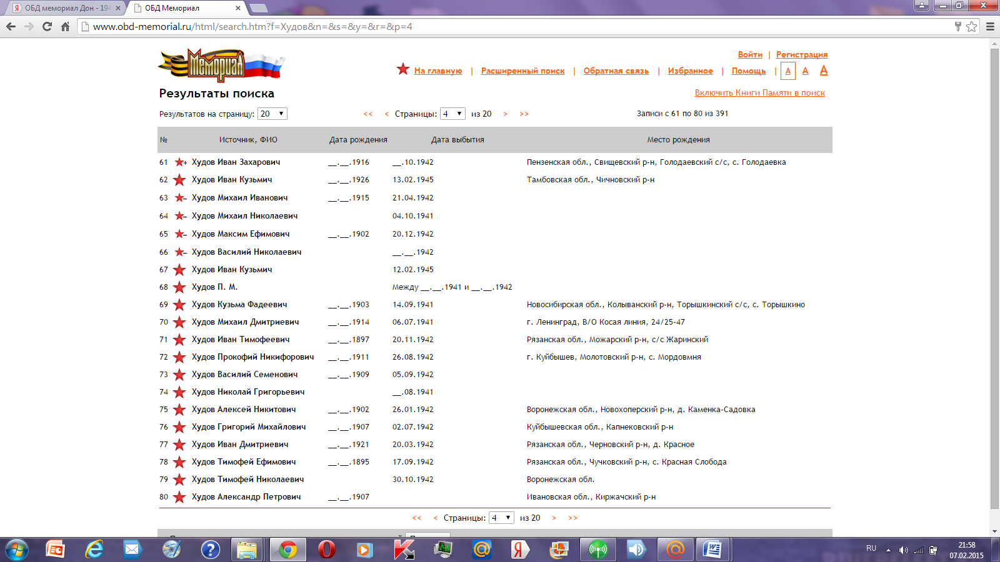 ОБД мемориал Дон - 194
ОБД Мемориал
www.obd-memorial.ru/html/search.htm?f=Худов&n=&s=&y=&r=&p=4
Мемориал
Войти | Регистрация
На главную | Расширенный поиск | Обратная связь | Избранное | Помощь | А А А
Результаты поиска
Включить Книги Памяти в поиск
Результатов на страницу: 20
<< < Страницы: 4 из 20 > >>
Записи с 61 по 80 из 391
№ Источник, ФИО Дата рождения Дата выбытия Место рождения
61 Худов Иван Захарович __.__.1916 __.10.1942 Пензенская обл., Свищевский р-н, Голодаевский с/с, с. Голодаевка
62 Худов Иван Кузьмич __.__.1926 13.02.1945 Тамбовская обл., Чичновский р-н
63 Худов Михаил Иванович __.__.1915 21.04.1942
64 Худов Михаил Николаевич 04.10.1941
65 Худов Максим Ефимович __.__.1902 20.12.1942
66 Худов Василий Николаевич __.__.1942
67 Худов Иван Кузьмич 12.02.1945
68 Худов П. М. Между __.__.1941 и __.__.1942
69 Худов Кузьма Фадеевич __.__.1903 14.09.1941 Новосибирская обл., Колыванский р-н, Торышкинский с/с, с. Торышкино
70 Худов Михаил Дмитриевич __.__.1914 06.07.1941 г. Ленинград, В/О Косая линия, 24/25-47
71 Худов Иван Тимофеевич __.__.1897 20.11.1942 Рязанская обл., Можарский р-н, с/с Жаринский
72 Худов Прокофий Никифорович __.__.1911 26.08.1942 г. Куйбышев, Молотовский р-н, с. Мордовмня
73 Худов Василий Семенович __.__.1909 05.09.1942
74 Худов Николай Григорьевич __.08.1941
75 Худов Алексей Никитович __.__.1902 26.01.1942 Воронежская обл., Новохоперский р-н, д. Каменка-Садовка
76 Худов Григорий Михайлович __.__.1907 02.07.1942 Куйбышевская обл., Капнековский р-н
77 Худов Иван Дмитриевич __.__.1921 20.03.1942 Рязанская обл., Черновский р-н, д. Красное
78 Худов Тимофей Ефимович __.__.1895 17.09.1942 Рязанская обл., Чучковский р-н, с. Красная Слобода
79 Худов Тимофей Николаевич 30.10.1942 Воронежская обл.
80 Худов Александр Петрович __.__.1907 Ивановская обл., Киржачский р-н
<< < Страницы: 4 из 20 > >>
RU
21:58
07.02.2015